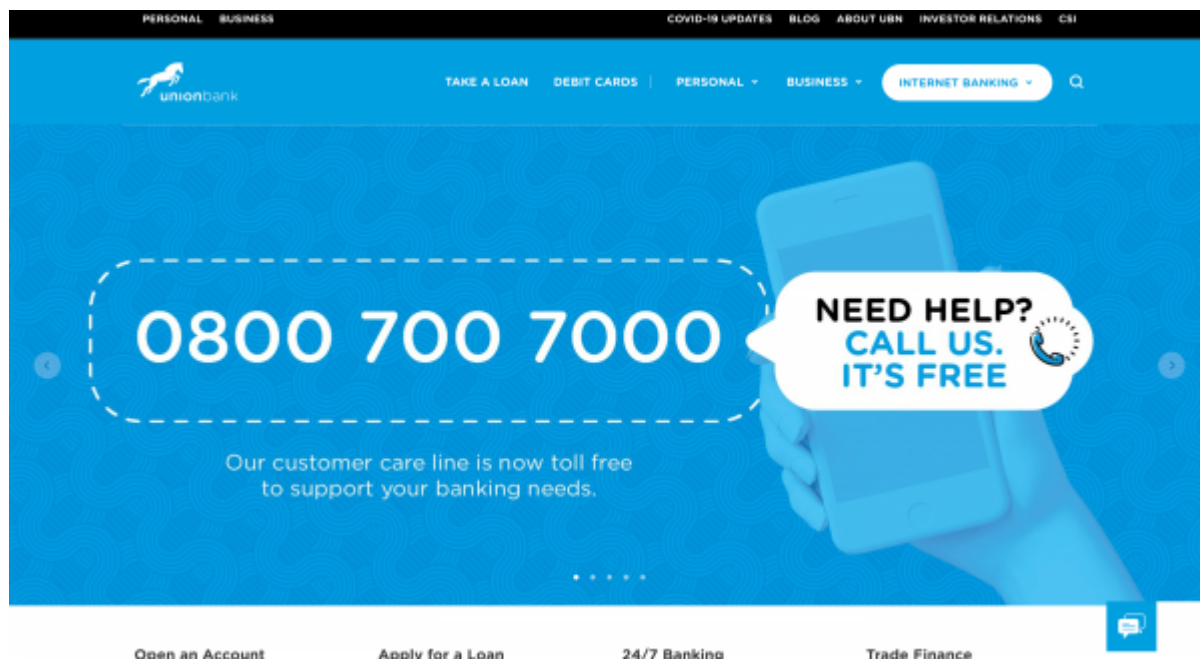 PERSONAL BUSINESS COVID-19 UPDATES BLOG ABOUT UBN INVESTOR RELATIONS CSI
unionbank TAKE A LOAN DEBIT CARDS PERSONAL BUSINESS INTERNET BANKING
0800 700 7000
NEED HELP?
CALL US.
IT'S FREE
Our customer care line is now toll free
to support your banking needs.
Open an Account Apply for a Loan 24/7 Banking Trade Finance